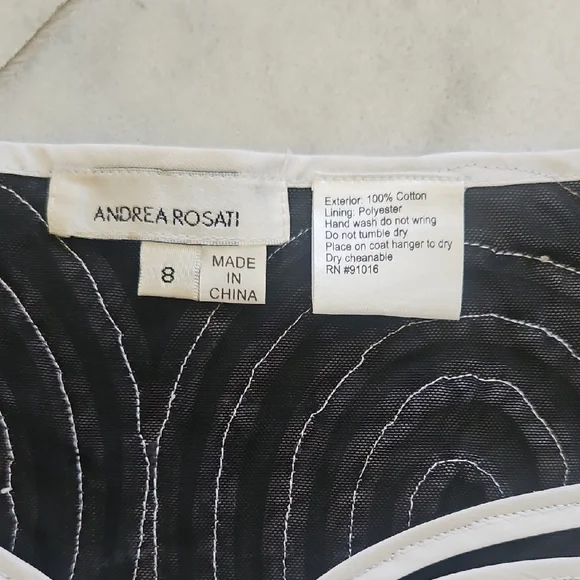 ANDREA ROSATI
8
MADE
IN
CHINA
Exterior: 100% Cotton
Lining: Polyester
Hand wash do not wring
Do not tumble dry
Place on coat hanger to dry
Dry cheanable
RN #91016